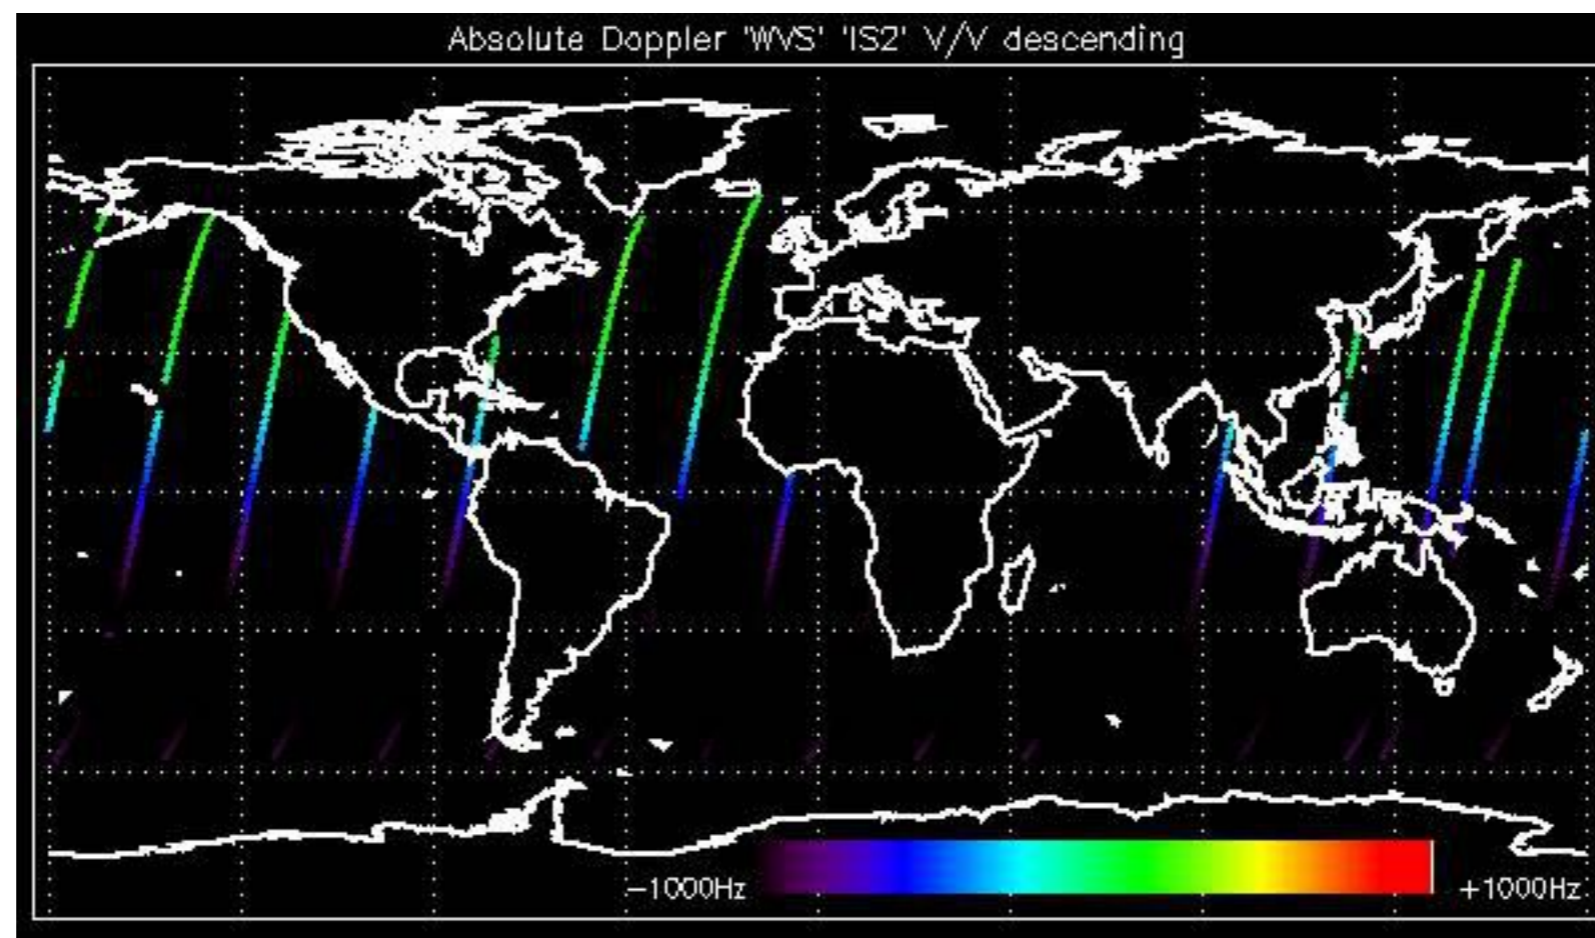 Absolute Doppler 'WVS' 'IS2' V/V descending
−1000Hz
+1000Hz